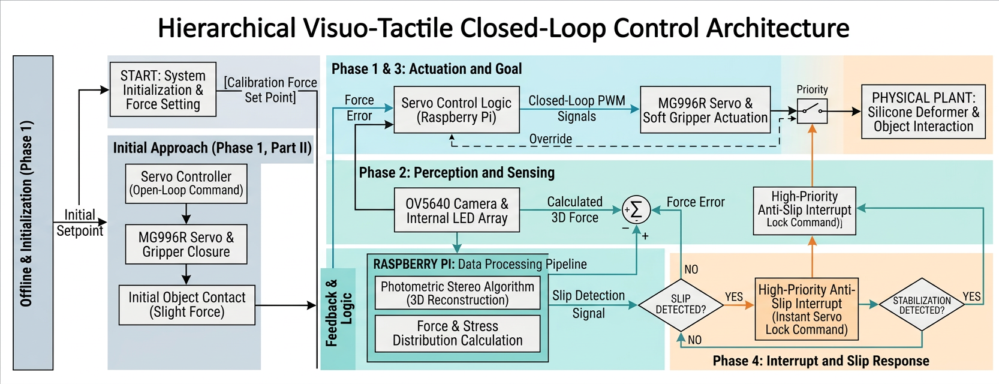 Hierarchical Visuo-Tactile Closed-Loop Control Architecture
Offline & Initialization (Phase 1)
Initial
Setpoint
START: System
Initialization &
Force Setting
[Calibration Force
Set Point]
Initial Approach (Phase 1, Part II)
Servo Controller
(Open-Loop Command)
MG996R Servo &
Gripper Closure
Initial Object Contact
(Slight Force)
Phase 1 & 3: Actuation and Goal
Force
Error
Servo Control Logic
(Raspberry Pi)
Closed-Loop PWM
Signals
MG996R Servo &
Soft Gripper Actuation
Override
Priority
PHYSICAL PLANT:
Silicone Deformer &
Object Interaction
Phase 2: Perception and Sensing
OV5640 Camera &
Internal LED Array
Calculated
3D Force
+
Σ
-
−
+
Force Error
High-Priority
Anti-Slip Interrupt
Lock Command))
Feedback &
Logic
RASPBERRY PI: Data Processing Pipeline
Photometric Stereo Algorithm
(3D Reconstruction)
Force & Stress
Distribution Calculation
Slip Detection
Signal
NO
SLIP
DETECTED?
YES
NO
High-Priority Anti-
Slip Interrupt
(Instant Servo
Lock Command)
STABILIZATION
DETECTED?
YES
Phase 4: Interrupt and Slip Response